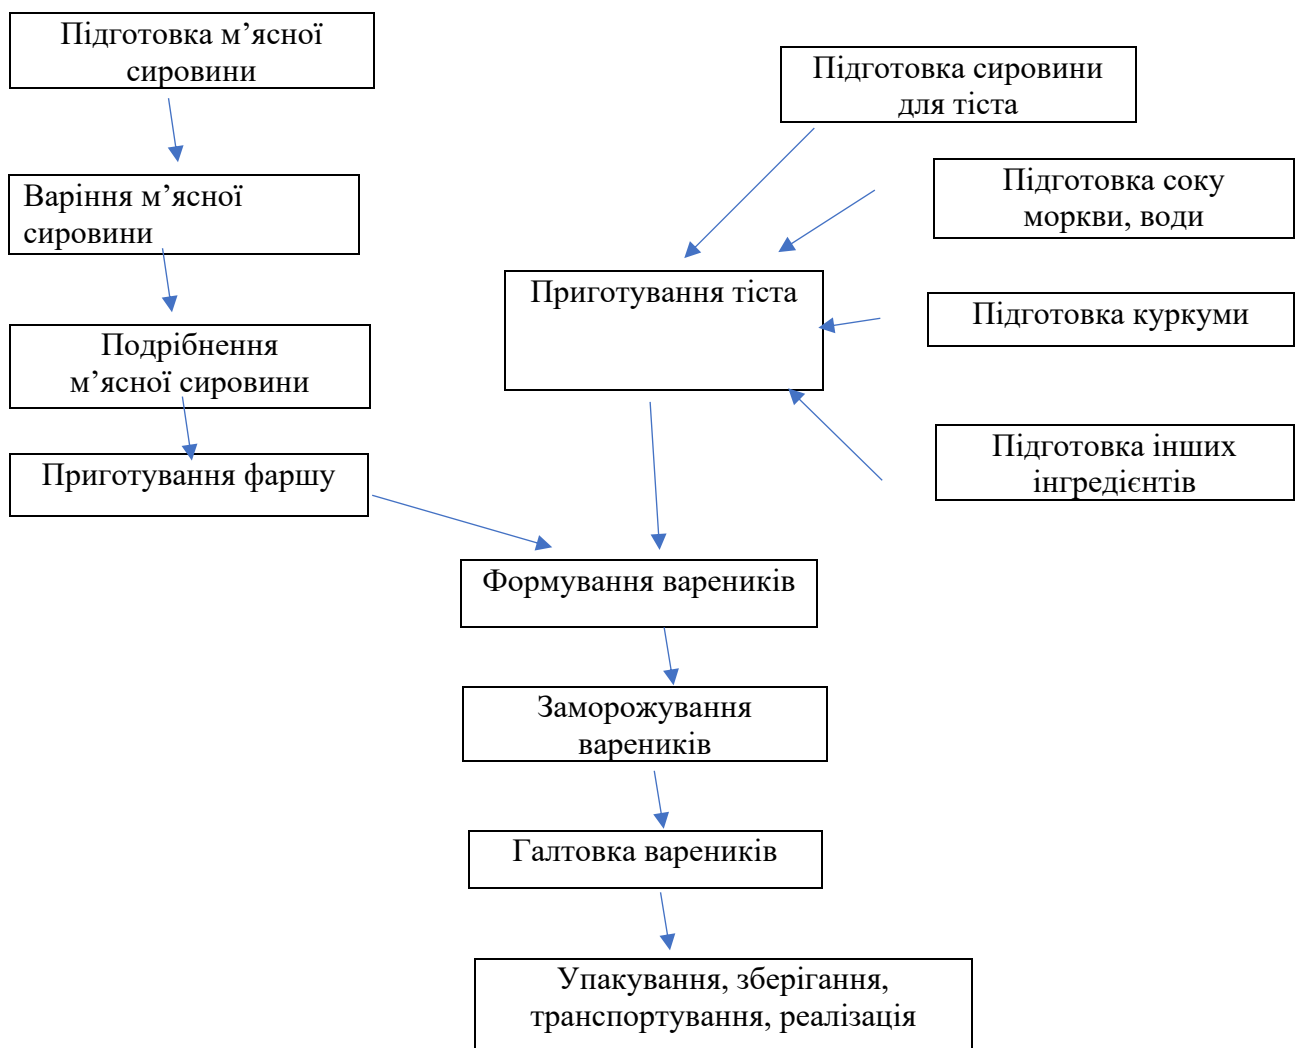 Підготовка м’ясної
сировини
Підготовка сировини
для тіста
Підготовка соку
моркви, води
Варіння м’ясної
сировини
Приготування тіста
Підготовка куркуми
Подрібнення
м’ясної сировини
Підготовка інших
інгредієнтів
Приготування фаршу
Формування вареників
Заморожування
вареників
Галтовка вареників
Упакування, зберігання,
транспортування, реалізація